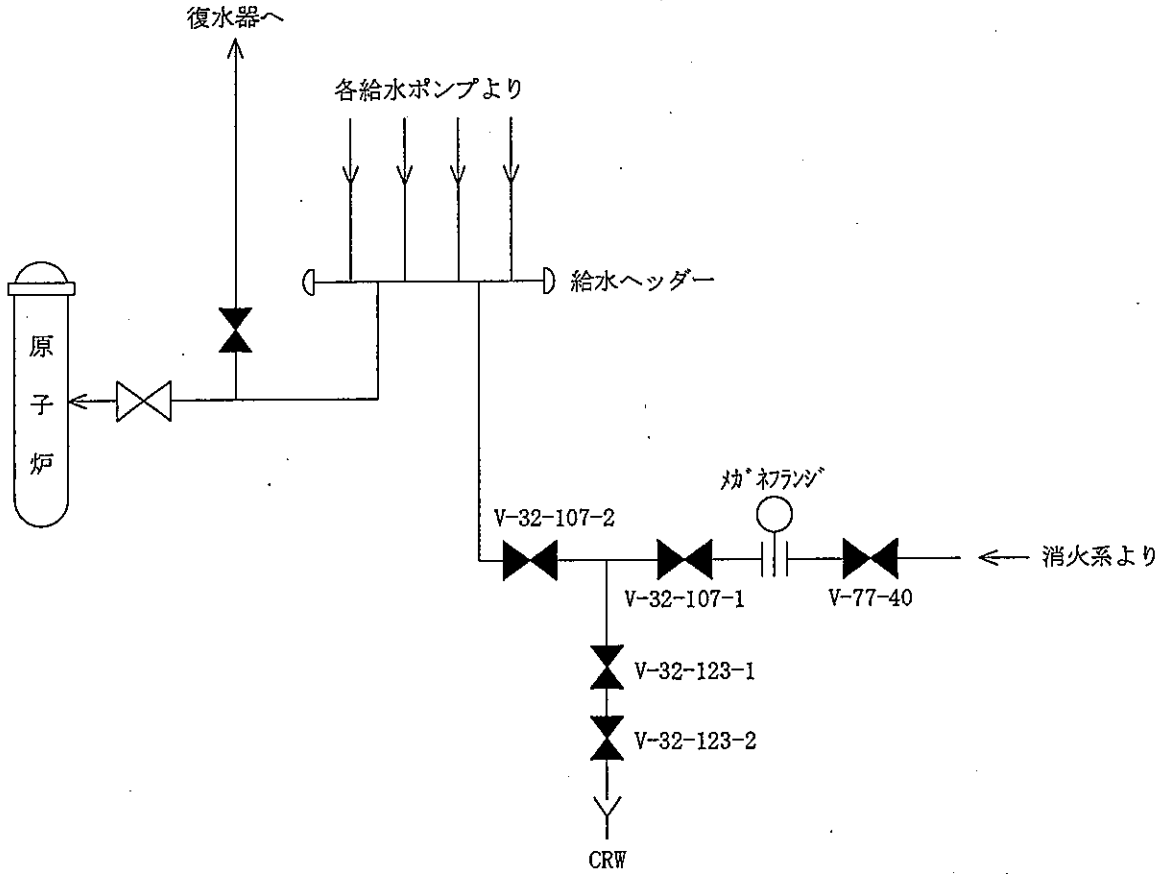 復水器へ
各給水ポンプより
給水ヘッダー
原
子
炉
メガネフランジ
V-32-107-2
消火系より
V-32-107-1
V-77-40
V-32-123-1
V-32-123-2
CRW